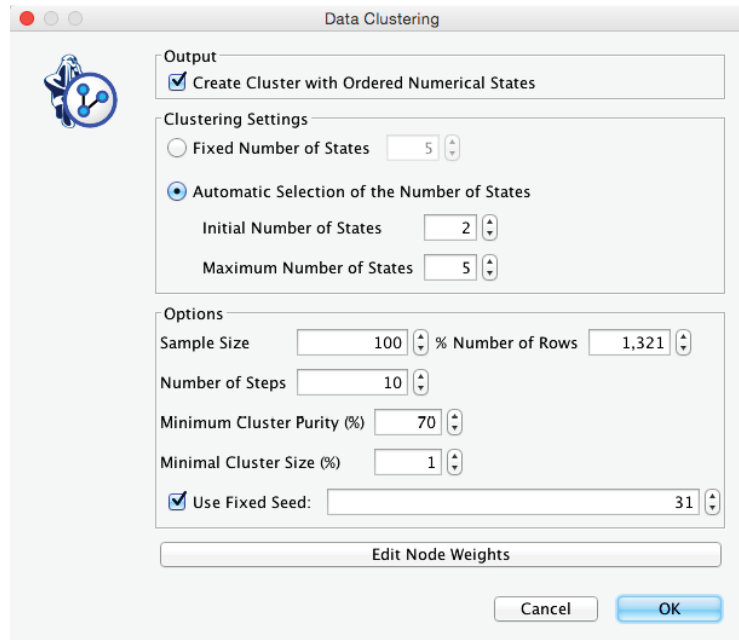 Data Clustering
Output
Create Cluster with Ordered Numerical States
Clustering Settings
Fixed Number of States 5
Automatic Selection of the Number of States
Initial Number of States 2
Maximum Number of States 5
Options
Sample Size 100 % Number of Rows 1,321
Number of Steps 10
Minimum Cluster Purity (%) 70
Minimal Cluster Size (%) 1
Use Fixed Seed: 31
Edit Node Weights
Cancel OK